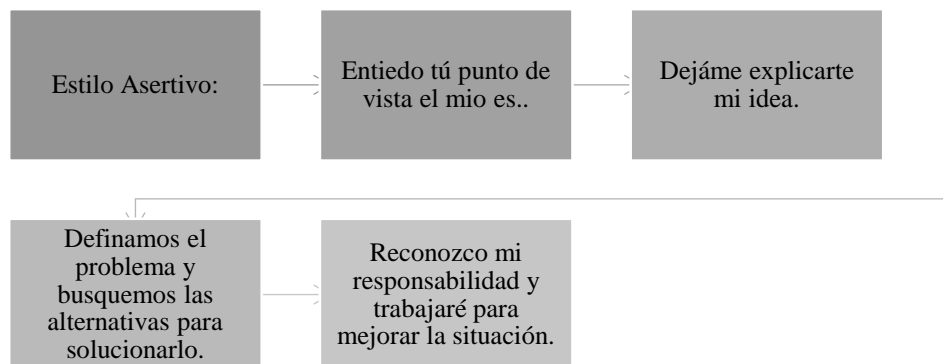 Estilo Asertivo:
Entiedo tú punto de
vista el mio es..
Dejáme explicarte
mi idea.
Definamos el
problema y
busquemos las
alternativas para
solucionarlo.
Reconozco mi
responsabilidad y
trabajaré para
mejorar la situación.